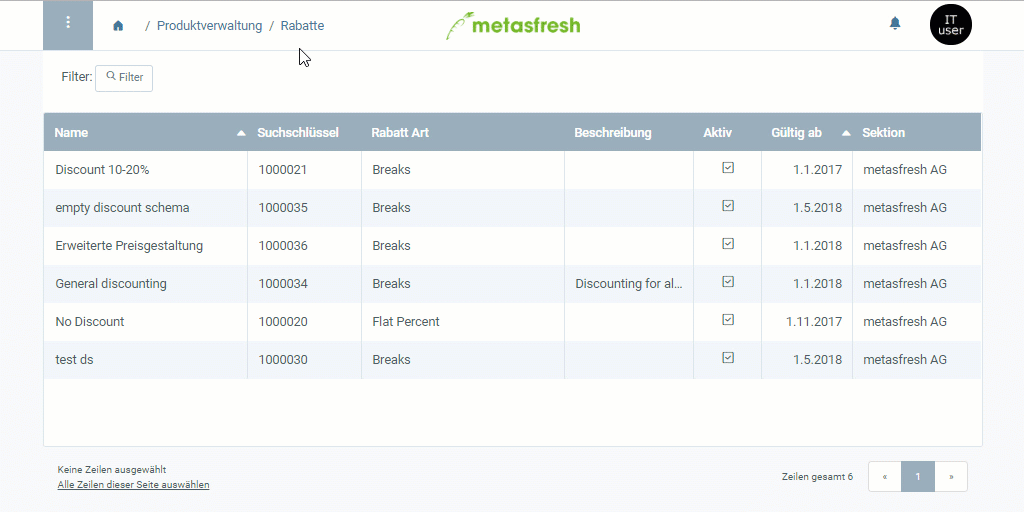 / Produktverwaltung / Rabatte
metasfresh
IT user
Filter: Filter
Name Suchschlüssel Rabatt Art Beschreibung Aktiv Gültig ab Sektion
Discount 10-20% 1000021 Breaks 1.1.2017 metasfresh AG
empty discount schema 1000035 Breaks 1.5.2018 metasfresh AG
Erweiterte Preisgestaltung 1000036 Breaks 1.1.2018 metasfresh AG
General discounting 1000034 Breaks Discounting for al... 1.1.2018 metasfresh AG
No Discount 1000020 Flat Percent 1.11.2017 metasfresh AG
test ds 1000030 Breaks 1.5.2018 metasfresh AG
Keine Zeilen ausgewählt
Alle Zeilen dieser Seite auswählen
Zeilen gesamt 6 « 1 »